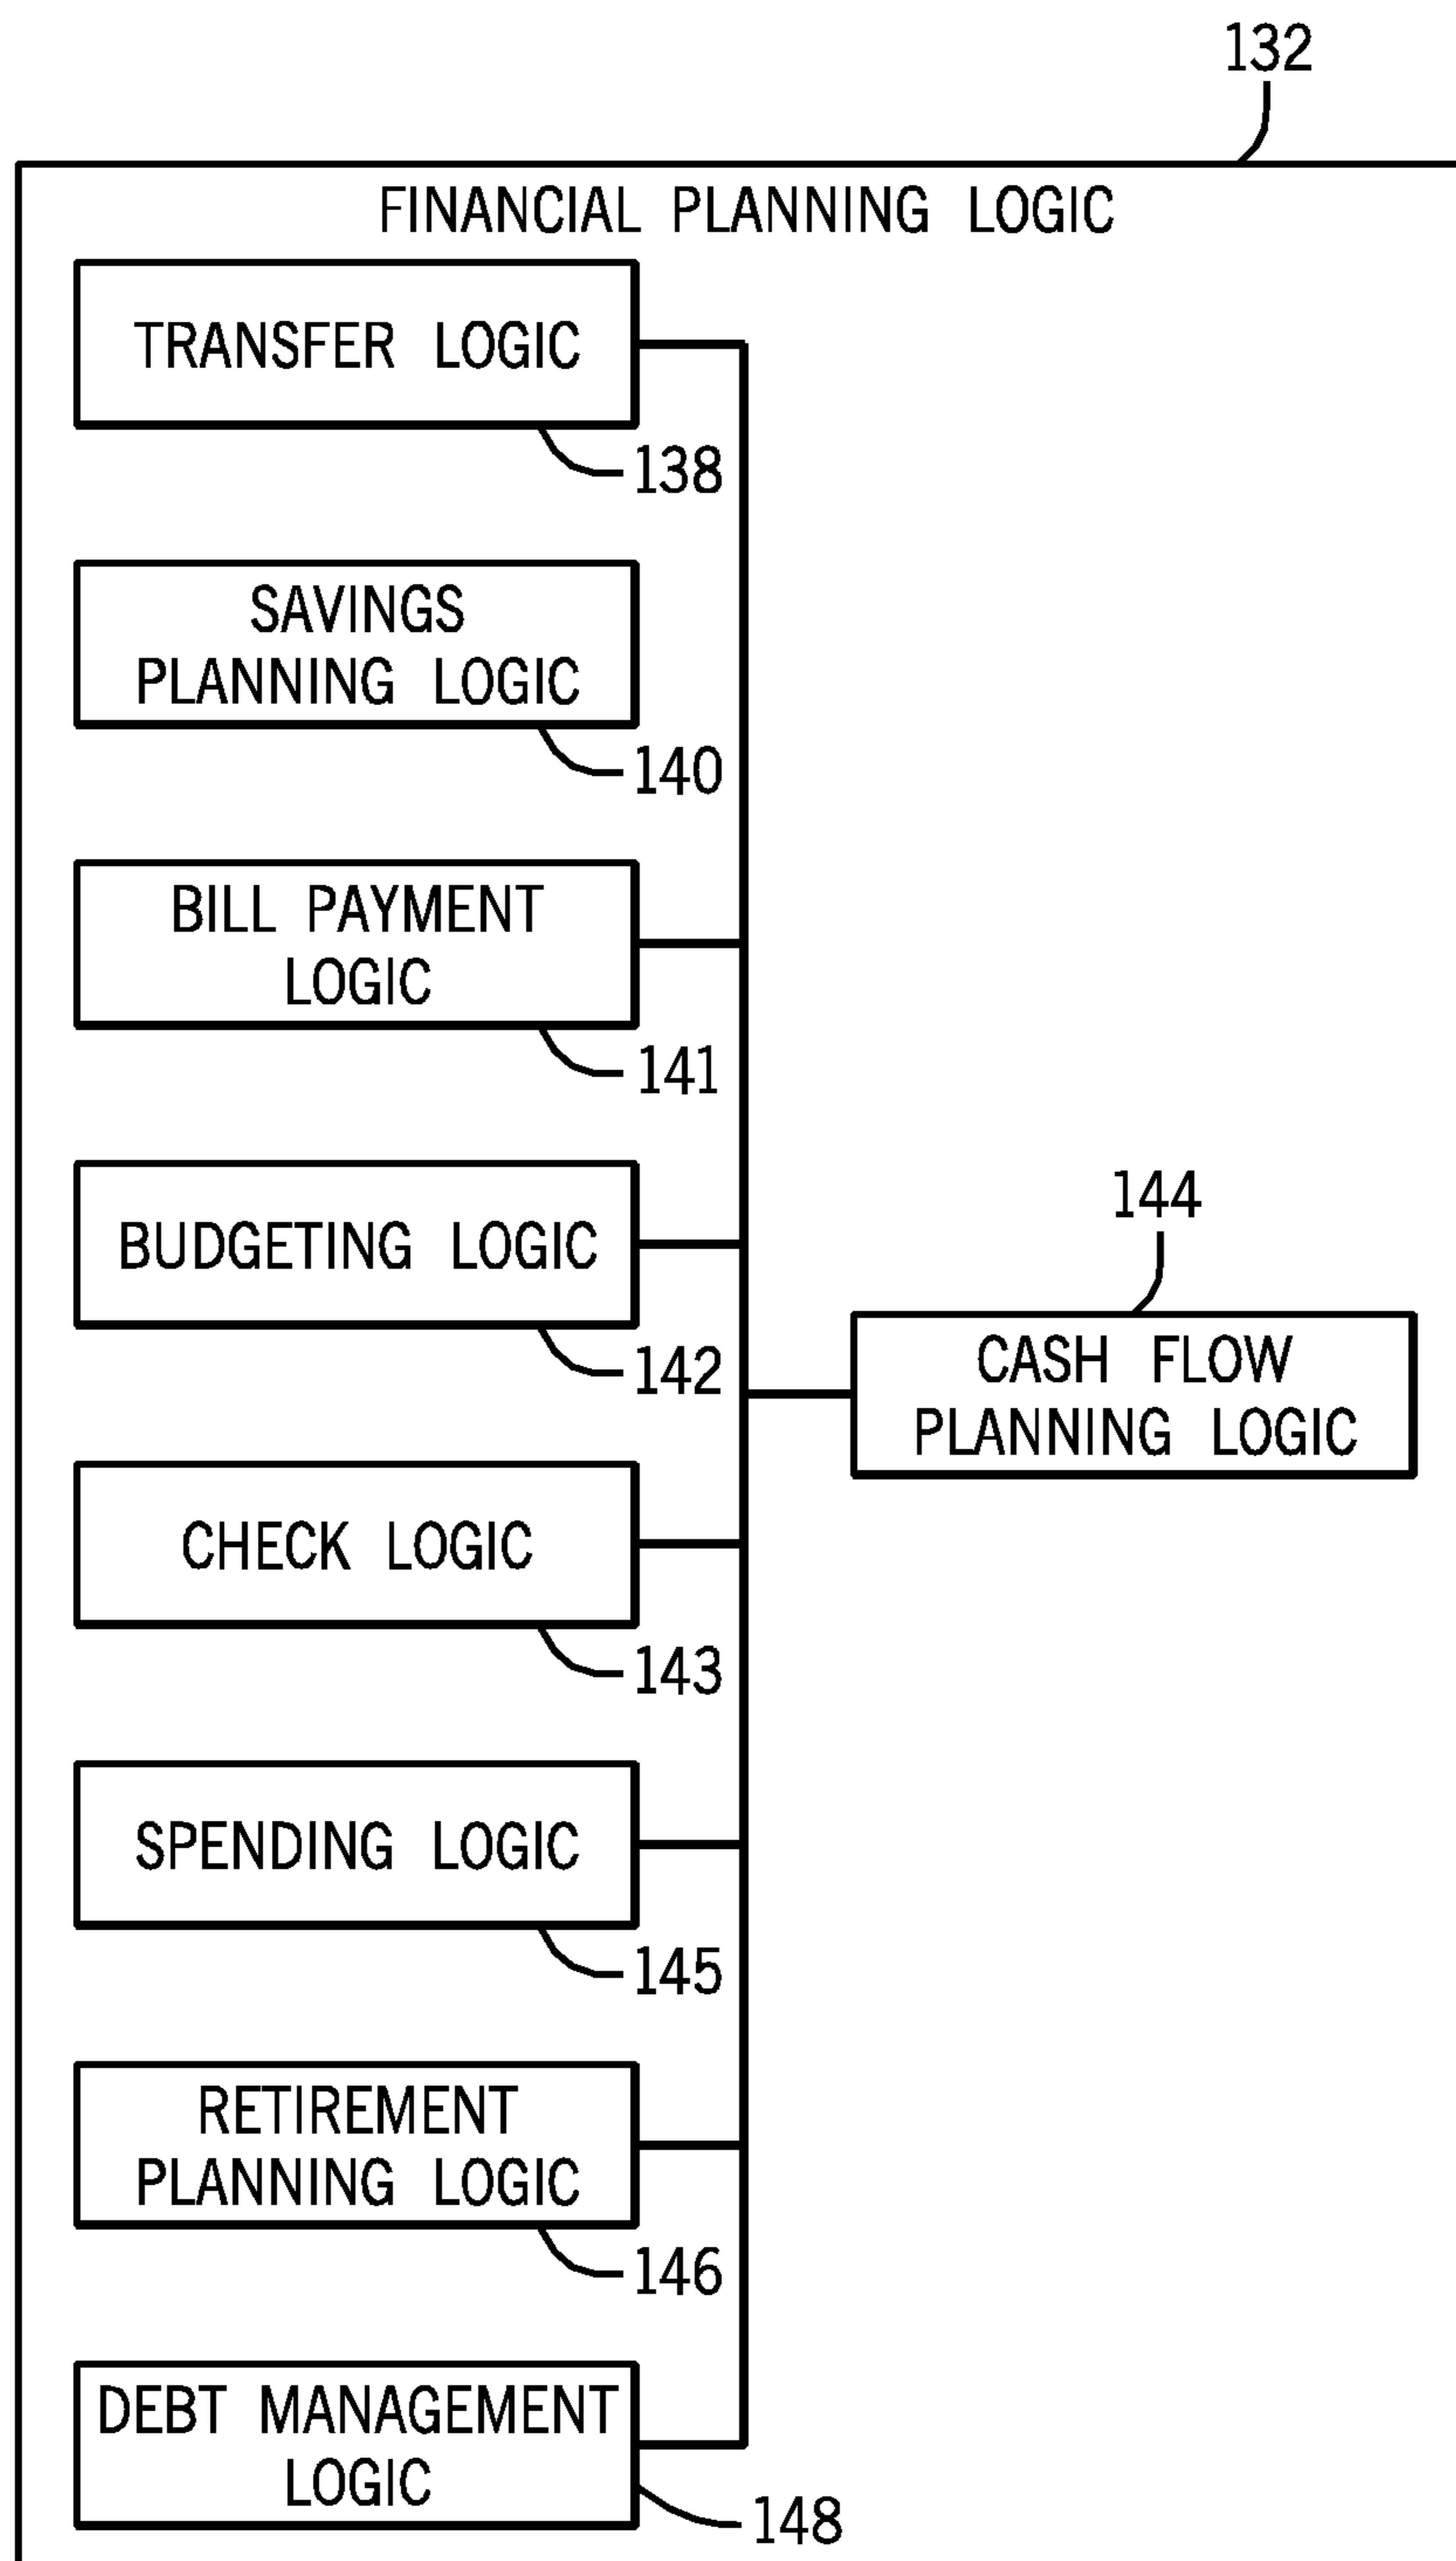 132
FINANCIAL PLANNING LOGIC
TRANSFER LOGIC
138
SAVINGS
PLANNING LOGIC
140
BILL PAYMENT
LOGIC
141
BUDGETING LOGIC
142
144
CASH FLOW
PLANNING LOGIC
CHECK LOGIC
143
SPENDING LOGIC
145
RETIREMENT
PLANNING LOGIC
146
DEBT MANAGEMENT
LOGIC
148